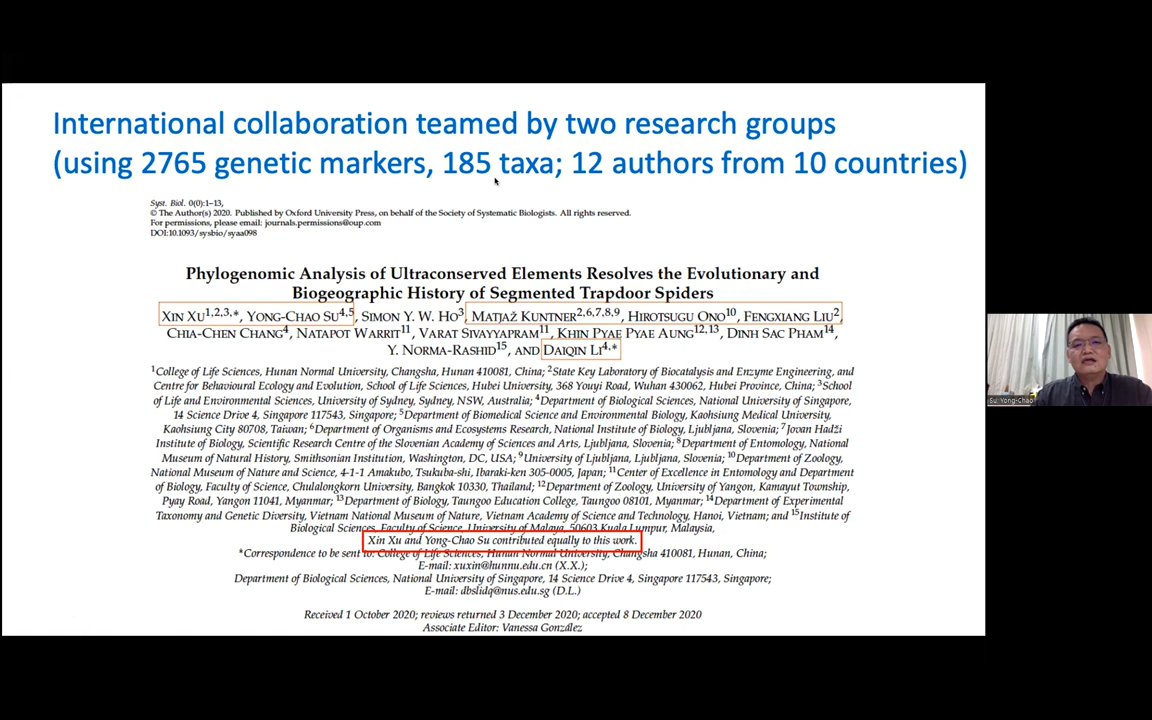 International collaboration teamed by two research groups
(using 2765 genetic markers, 185 taxa; 12 authors from 10 countries)
Syst. Biol. 0(0):1–13,
© The Author(s) 2020. Published by Oxford University Press, on behalf of the Society of Systematic Biologists. All rights reserved.
For permissions, please email: journals.permissions@oup.com
DOI:10.1093/sysbio/syaa098
Phylogenomic Analysis of Ultraconserved Elements Resolves the Evolutionary and
Biogeographic History of Segmented Trapdoor Spiders
XIN XU1,2,3,*, YONG-CHAO SU4,5, SIMON Y. W. HO3, MATJAŽ KUNTNER2,6,7,8,9, HIROTSUGU ONO10, FENGXIANG LIU2,
CHIA-CHEN CHANG4, NATAPOT WARRIT11, VARAT SIVAYYAPRAM11, KHIN PYAE PYAE AUNG12,13, DINH SAC PHAM14,
Y. NORMA-RASHID15, AND DAIQIN LI4,*
1College of Life Sciences, Hunan Normal University, Changsha, Hunan 410081, China; 2State Key Laboratory of Biocatalysis and Enzyme Engineering, and
Centre for Behavioural Ecology and Evolution, School of Life Sciences, Hubei University, 368 Youyi Road, Wuhan 430062, Hubei Province, China; 3School
of Life and Environmental Sciences, University of Sydney, Sydney, NSW, Australia; 4Department of Biological Sciences, National University of Singapore,
14 Science Drive 4, Singapore 117543, Singapore; 5Department of Biomedical Science and Environmental Biology, Kaohsiung Medical University,
Kaohsiung City 80708, Taiwan; 6Department of Organisms and Ecosystems Research, National Institute of Biology, Ljubljana, Slovenia; 7Jovan Hadži
Institute of Biology, Scientific Research Centre of the Slovenian Academy of Sciences and Arts, Ljubljana, Slovenia; 8Department of Entomology, National
Museum of Natural History, Smithsonian Institution, Washington, DC, USA; 9University of Ljubljana, Ljubljana, Slovenia; 10Department of Zoology,
National Museum of Nature and Science, 4-1-1 Amakubo, Tsukuba-shi, Ibaraki-ken 305-0005, Japan; 11Center of Excellence in Entomology and Department
of Biology, Faculty of Science, Chulalongkorn University, Bangkok 10330, Thailand; 12Department of Zoology, University of Yangon, Kamayut Township,
Pyay Road, Yangon 11041, Myanmar; 13Department of Biology, Taungoo Education College, Taungoo 08101, Myanmar; 14Department of Experimental
Taxonomy and Genetic Diversity, Vietnam National Museum of Nature, Vietnam Academy of Science and Technology, Hanoi, Vietnam; and 15Institute of
Biological Sciences, Faculty of Science, University of Malaya, 50603 Kuala Lumpur, Malaysia,
Xin Xu and Yong-Chao Su contributed equally to this work.
*Correspondence to be sent to: College of Life Sciences, Hunan Normal University, Changsha 410081, Hunan, China;
E-mail: xuxin@hunnu.edu.cn (X.X.);
Department of Biological Sciences, National University of Singapore, 14 Science Drive 4, Singapore 117543, Singapore;
E-mail: dbslidq@nus.edu.sg (D.L.)
Received 1 October 2020; reviews returned 3 December 2020; accepted 8 December 2020
Associate Editor: Vanessa González
Su, Yong-Chao